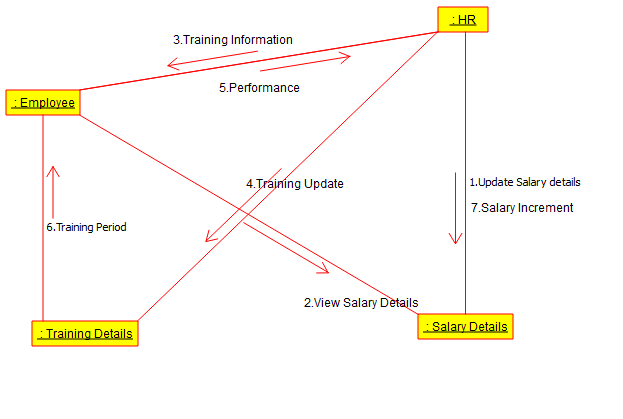 : HR
3.Training Information
5.Performance
: Employee
4.Training Update
1.Update Salary details
7.Salary Increment
6.Training Period
2.View Salary Details
: Training Details
: Salary Details